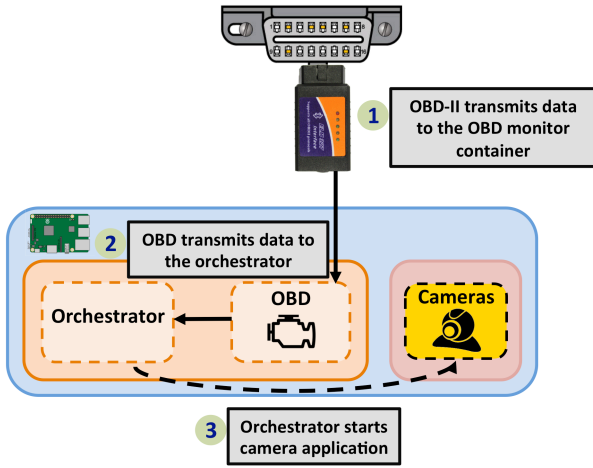 1
OBD-II transmits data
to the OBD monitor
container
2
OBD transmits data to
the orchestrator
Orchestrator
OBD
Cameras
3
Orchestrator starts
camera application